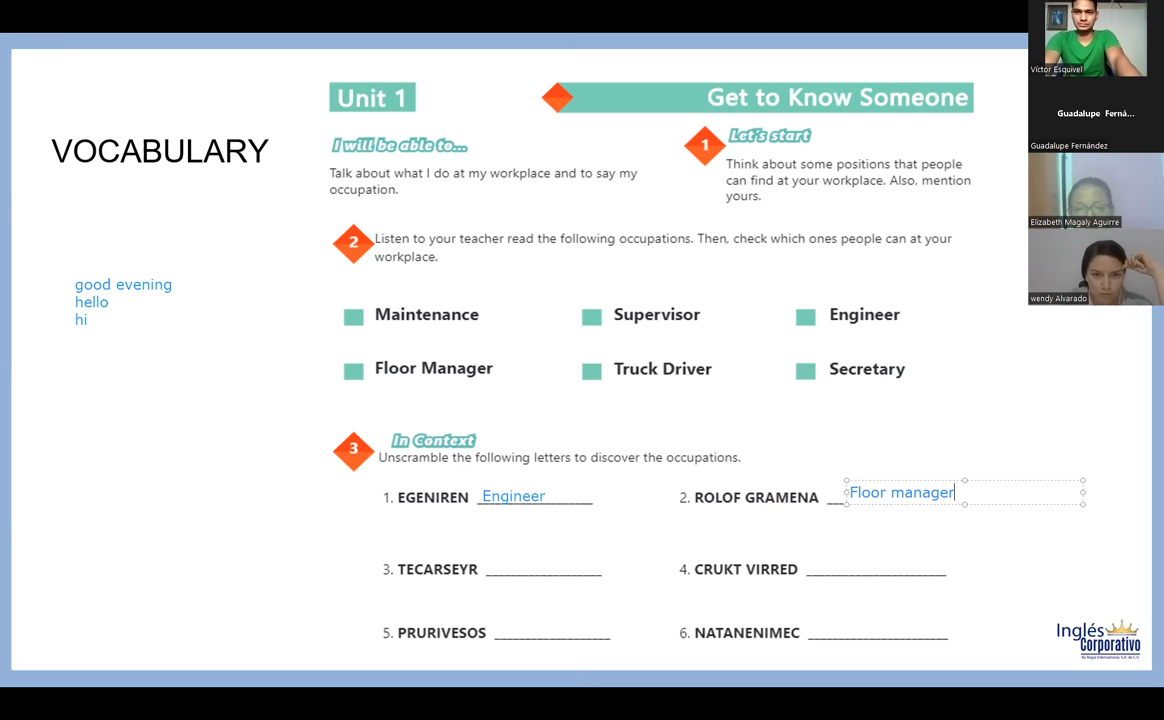 Unit 1
Get to Know Someone
VOCABULARY
I will be able to...
Talk about what I do at my workplace and to say my
occupation.
1
Let's start
Think about some positions that people
can find at your workplace. Also, mention
yours.
2
Listen to your teacher read the following occupations. Then, check which ones people can at your
workplace.
good evening
hello
hi
Maintenance
Supervisor
Engineer
Floor Manager
Truck Driver
Secretary
3
In Context
Unscramble the following letters to discover the occupations.
1. EGENIREN Engineer
2. ROLOF GRAMENA Floor manager
3. TECARSEYR
4. CRUKT VIRRED
5. PRURIVESOS
6. NATANENIMEC
Inglés
Corporativo
By Regal International, S.A. de C.V.
Víctor Esquivel
Guadalupe Ferná...
Guadalupe Fernández
Elizabeth Magaly Aguirre
wendy Alvarado